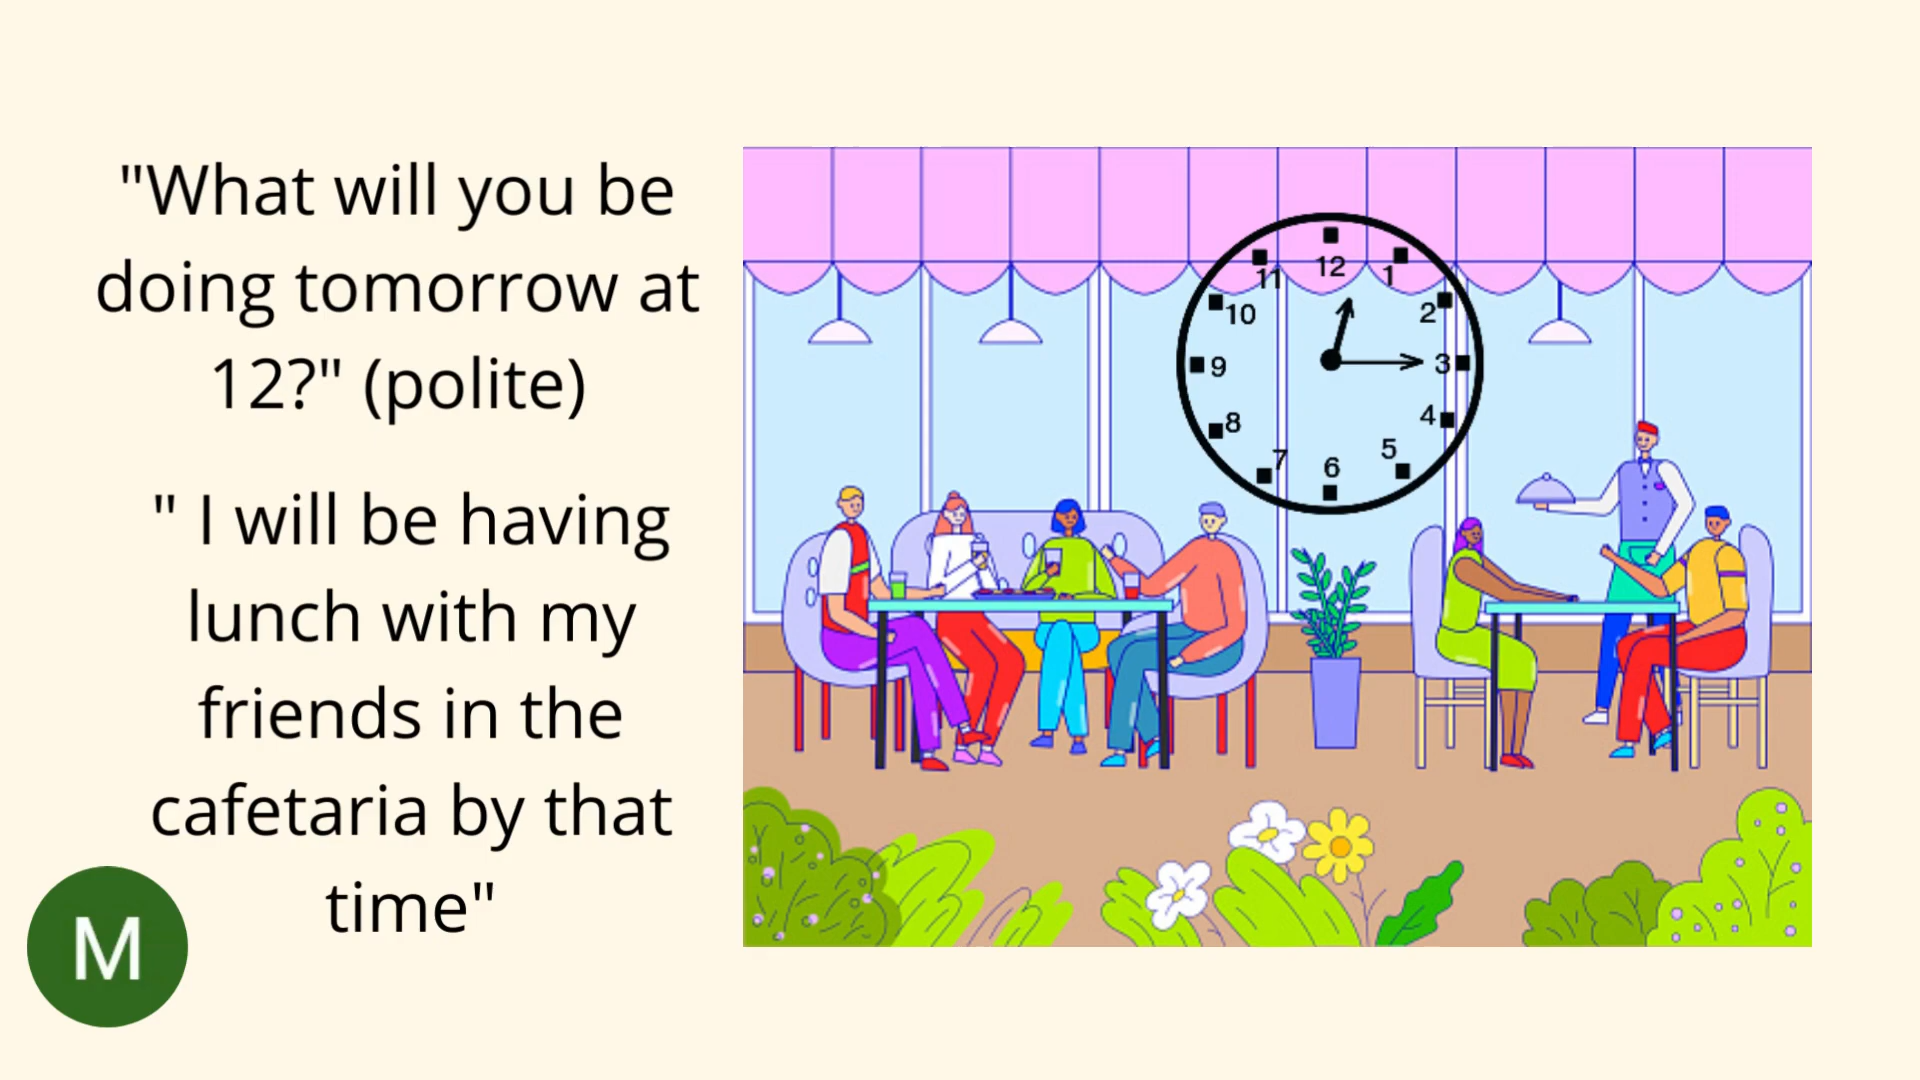 "What will you be
doing tomorrow at
12?" (polite)
" I will be having
lunch with my
friends in the
cafetaria by that
time"
M
12
11
1
10
2
9
3
8
4
7
5
6